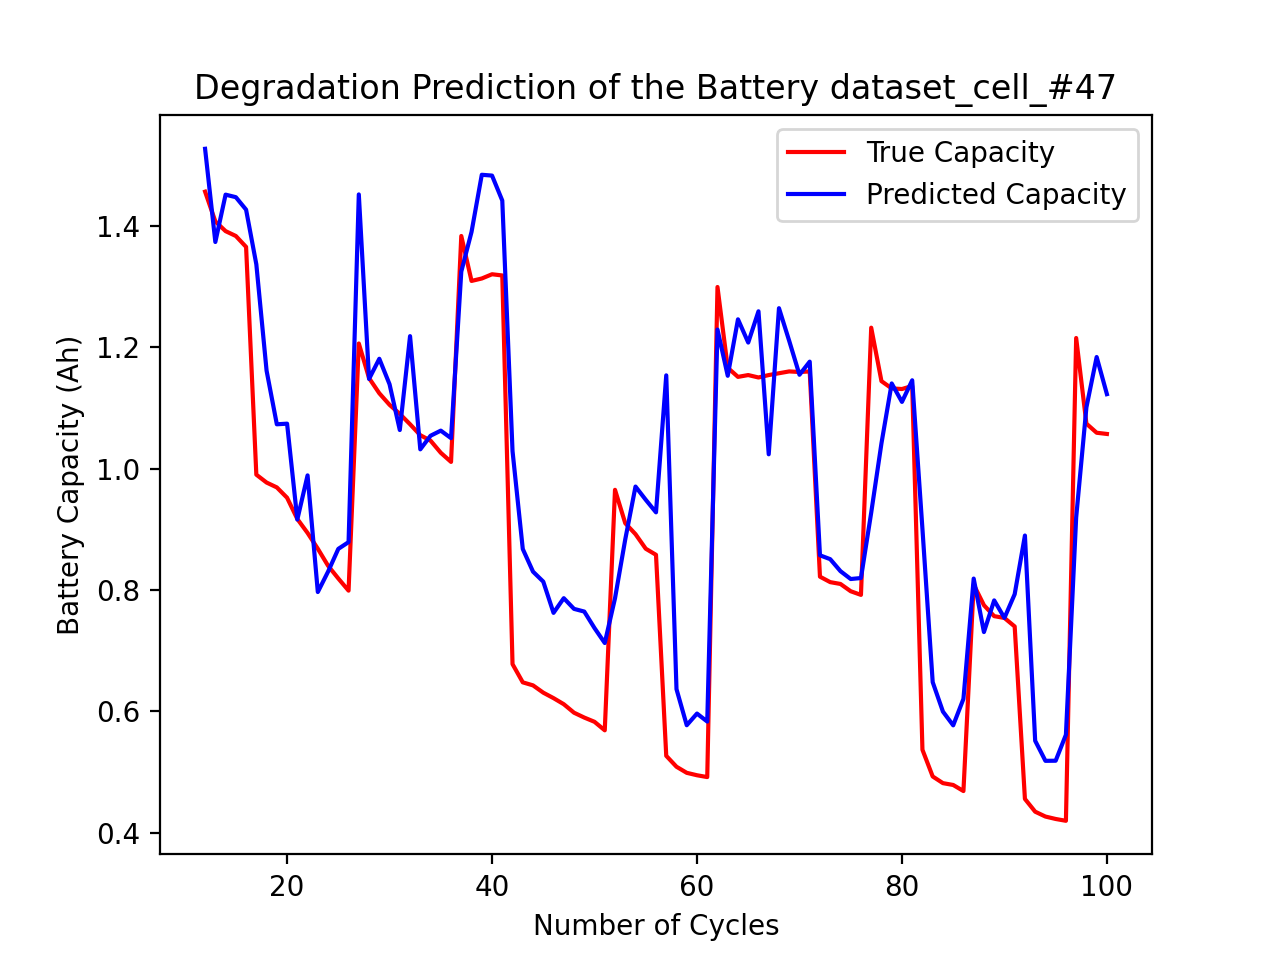 Degradation Prediction of the Battery dataset_cell_#47
True Capacity
Predicted Capacity
Battery Capacity (Ah)
1.4
1.2
1.0
0.8
0.6
0.4
20 40 60 80 100
Number of Cycles